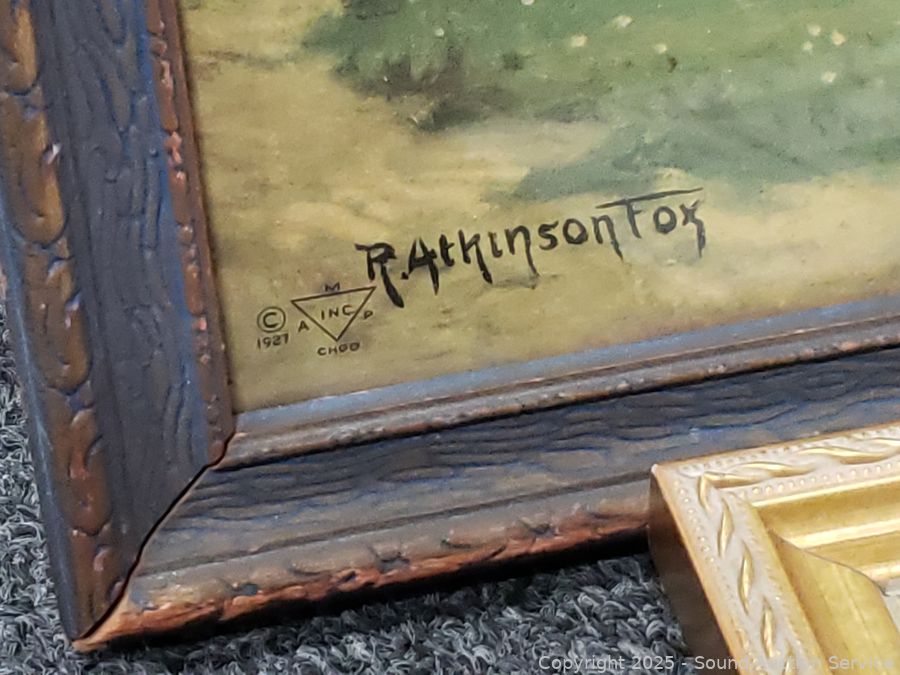 R. Atkinson Fox
M
© A INC P
1927
CHGO
Copyright 2025 - Sound Auction Service